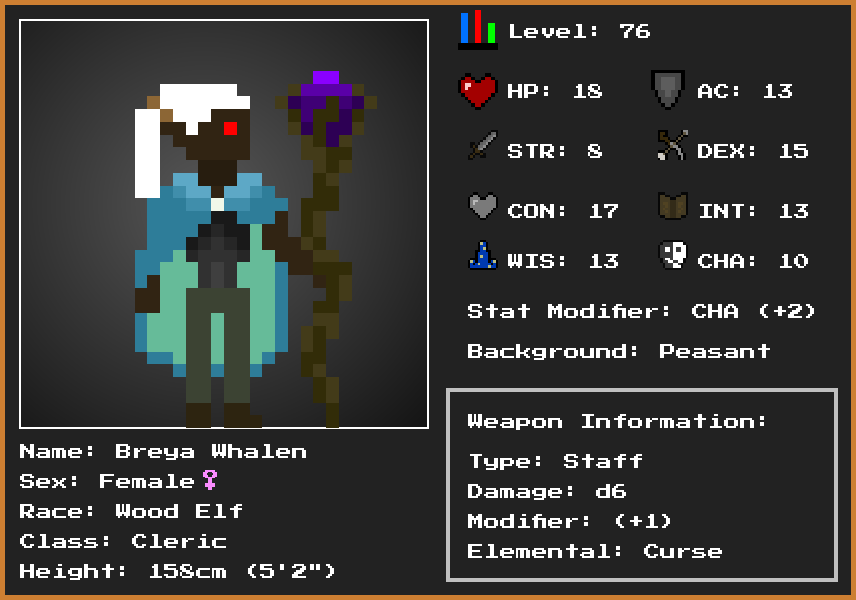 Level: 76
HP: 18
AC: 13
STR: 8
DEX: 15
CON: 17
INT: 13
WIS: 13
CHA: 10
Stat Modifier: CHA (+2)
Background: Peasant
Weapon Information:
Type: Staff
Damage: d6
Modifier: (+1)
Elemental: Curse
Name: Breya Whalen
Sex: Female♀
Race: Wood Elf
Class: Cleric
Height: 158cm (5'2")